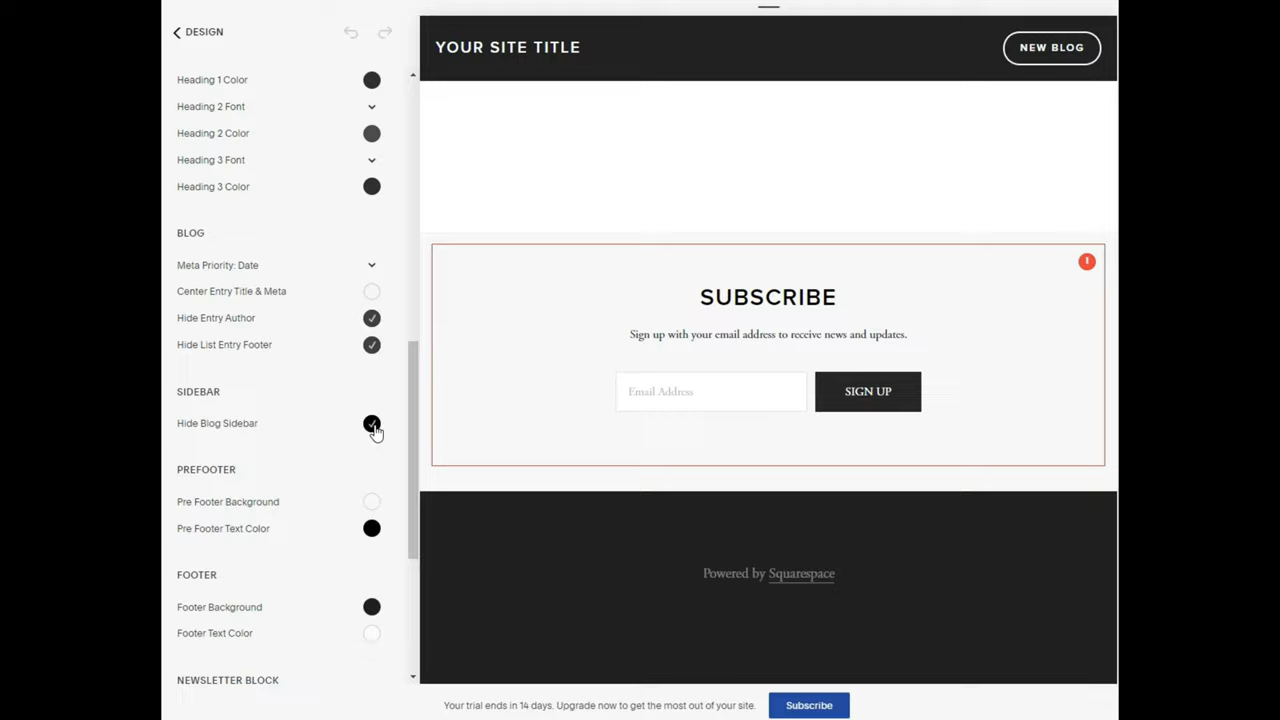 DESIGN
Heading 1 Color
Heading 2 Font
Heading 2 Color
Heading 3 Font
Heading 3 Color
BLOG
Meta Priority: Date
Center Entry Title & Meta
Hide Entry Author
Hide List Entry Footer
SIDEBAR
Hide Blog Sidebar
PREFOOTER
Pre Footer Background
Pre Footer Text Color
FOOTER
Footer Background
Footer Text Color
NEWSLETTER BLOCK
YOUR SITE TITLE
NEW BLOG
SUBSCRIBE
Sign up with your email address to receive news and updates.
Email Address
SIGN UP
Powered by Squarespace
Your trial ends in 14 days. Upgrade now to get the most out of your site.
Subscribe